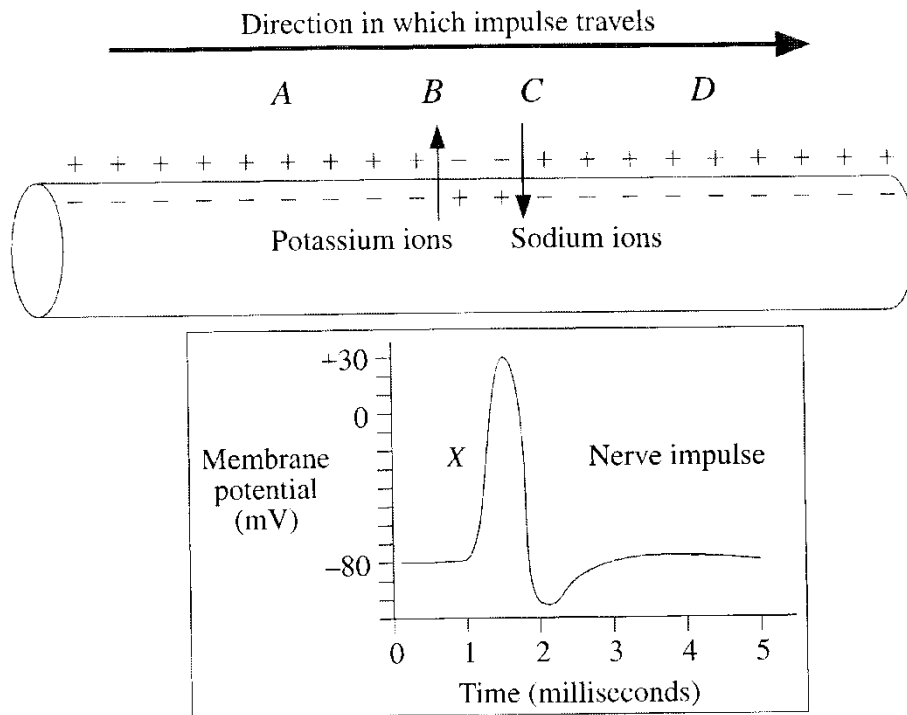 Direction in which impulse travels
A B C D
+ + + + + + + + + − − + + + + + + + + +
− − − − − − − − − + + − − − − − − − − −
Potassium ions Sodium ions
+30
0
X Nerve impulse
Membrane
potential
(mV)
−80
0 1 2 3 4 5
Time (milliseconds)